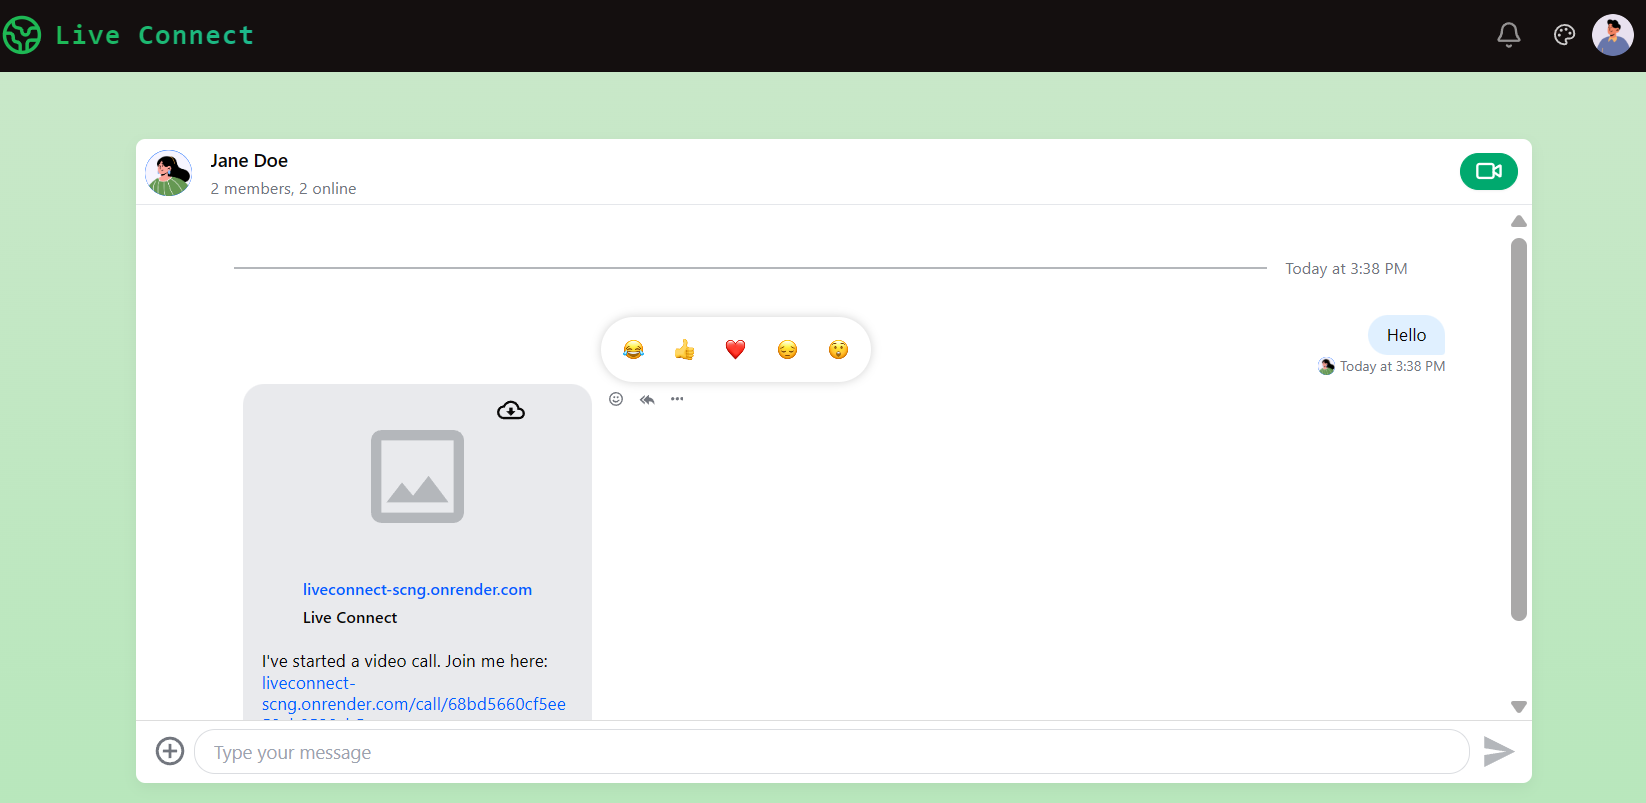 Live Connect
Jane Doe
2 members, 2 online
Today at 3:38 PM
Hello
Today at 3:38 PM
liveconnect-scng.onrender.com
Live Connect
I've started a video call. Join me here:
liveconnect-
scng.onrender.com/call/68bd5660cf5ee
Type your message